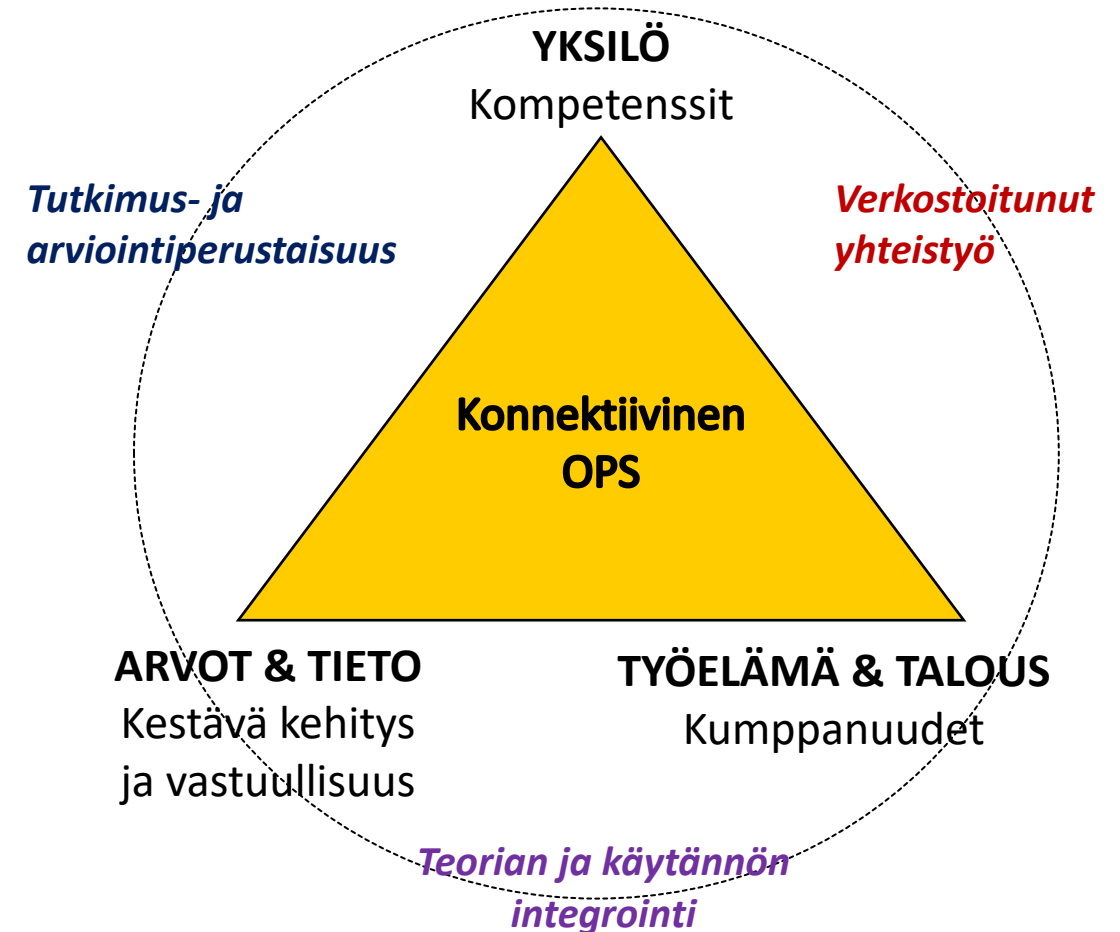 YKSILÖ
Kompetenssit
Tutkimus- ja
arviointiperustaisuus
Verkostoitunut
yhteistyö
Konnektiivinen
OPS
ARVOT & TIETO
Kestävä kehitys
ja vastuullisuus
TYÖELÄMÄ & TALOUS
Kumppanuudet
Teorian ja käytännön
integrointi